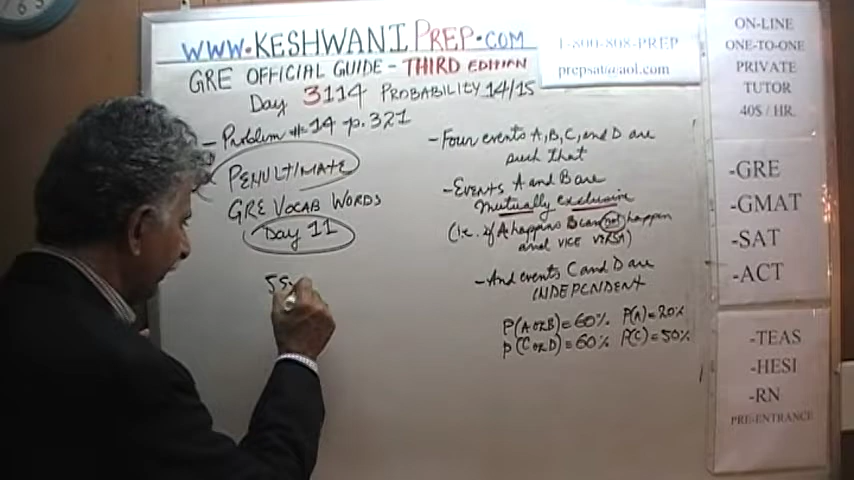 WWW.KESHWANIPREP.COM
1-800-808-PREP
prepsat@aol.com
GRE OFFICIAL GUIDE - THIRD EDITION
Day 3114 PROBABILITY 14/15
- Problem #14 p.321
PENULTIMATE
GRE VOCAB WORDS
Day 11
55
- Four events A, B, C, and D are
such that
- Events A and B are
mutually exclusive
(ie. if A happens B can not happen
and VICE VERSA)
- And events C and D are
INDEPENDENT
P(A or B) = 60% P(A) = 20%
P(C or D) = 60% P(C) = 50%
ON-LINE
ONE-TO-ONE
PRIVATE
TUTOR
40$ / HR.
-GRE
-GMAT
-SAT
-ACT
-TEAS
-HESI
-RN
PRE-ENTRANCE